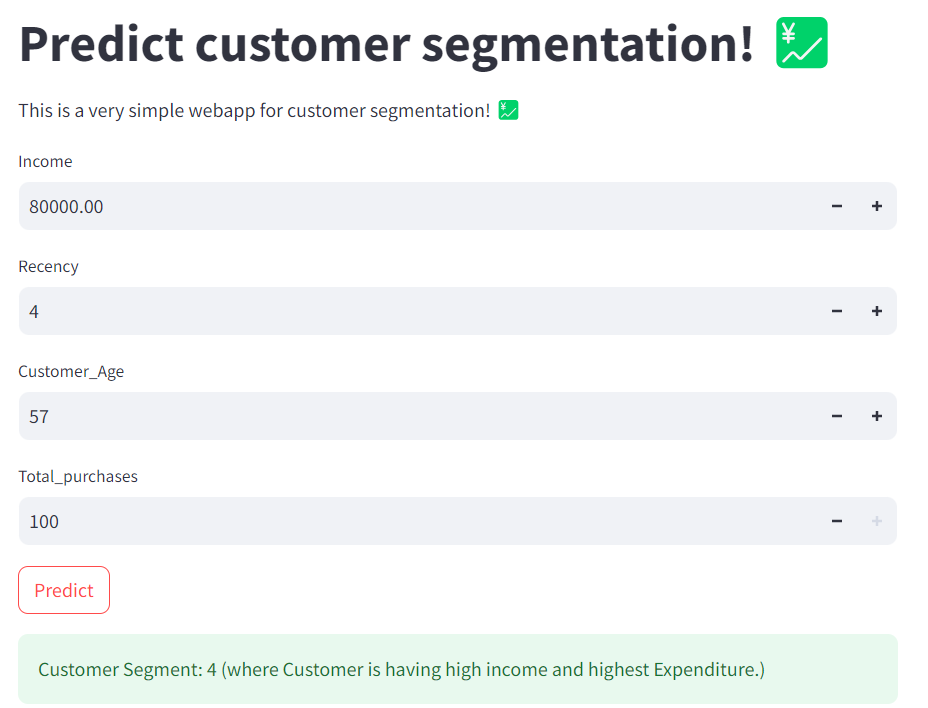 Predict customer segmentation! 💹
This is a very simple webapp for customer segmentation! 💹
Income
80000.00
Recency
4
Customer_Age
57
Total_purchases
100
Predict
Customer Segment: 4 (where Customer is having high income and highest Expenditure.)